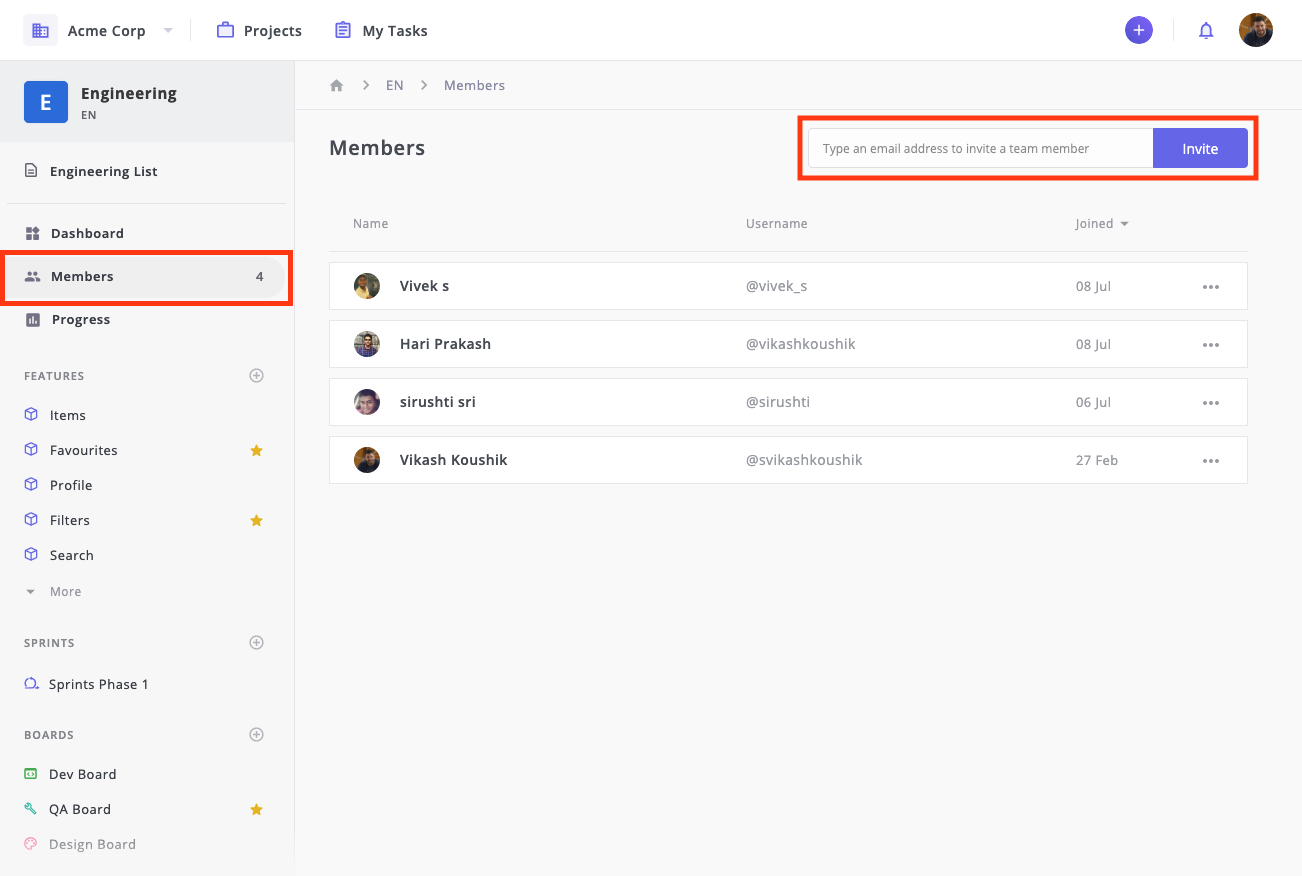 Acme Corp
Projects
My Tasks
E
Engineering
EN
Engineering List
Dashboard
Members 4
Progress
FEATURES
Items
Favourites
Profile
Filters
Search
More
SPRINTS
Sprints Phase 1
BOARDS
Dev Board
QA Board
Design Board
EN
Members
Members
Type an email address to invite a team member
Invite
Name Username Joined
Vivek s @vivek_s 08 Jul
Hari Prakash @vikashkoushik 08 Jul
sirushti sri @sirushti 06 Jul
Vikash Koushik @svikashkoushik 27 Feb